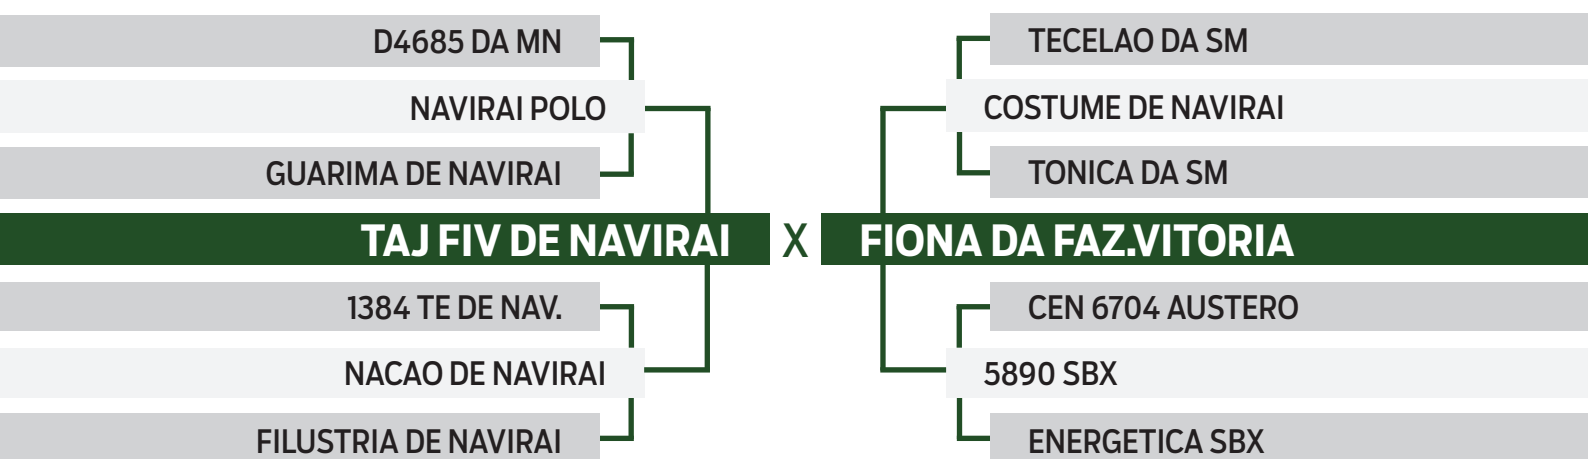 D4685 DA MN
NAVIRAI POLO
GUARIMA DE NAVIRAI
TAJ FIV DE NAVIRAI
1384 TE DE NAV.
NACAO DE NAVIRAI
FILUSTRIA DE NAVIRAI
X
TECELAO DA SM
COSTUME DE NAVIRAI
TONICA DA SM
FIONA DA FAZ.VITORIA
CEN 6704 AUSTERO
5890 SBX
ENERGETICA SBX